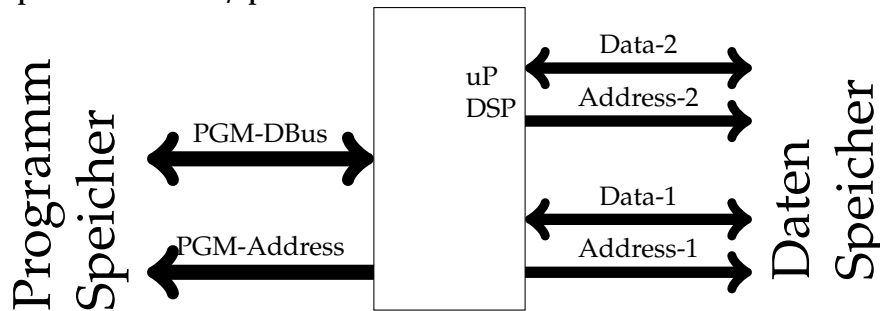 Programm
Speicher
PGM-DBus
PGM-Address
uP
DSP
Data-2
Address-2
Data-1
Address-1
Daten
Speicher